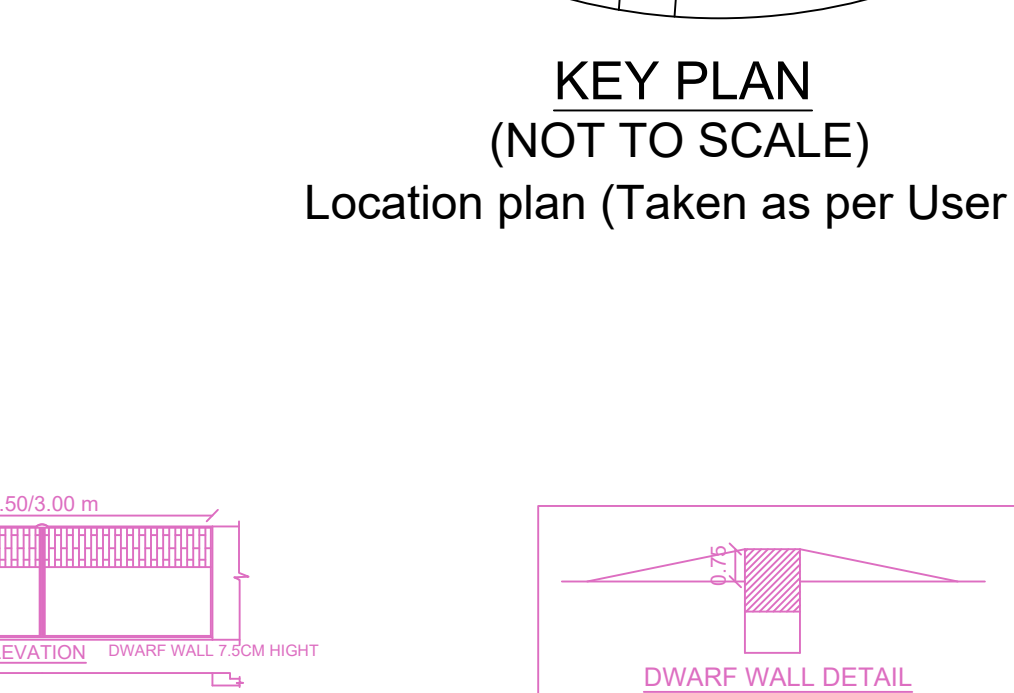 KEY PLAN
(NOT TO SCALE)
Location plan (Taken as per User
.50/3.00 m
0.75
EVATION
DWARF WALL 7.5CM HIGHT
DWARF WALL DETAIL